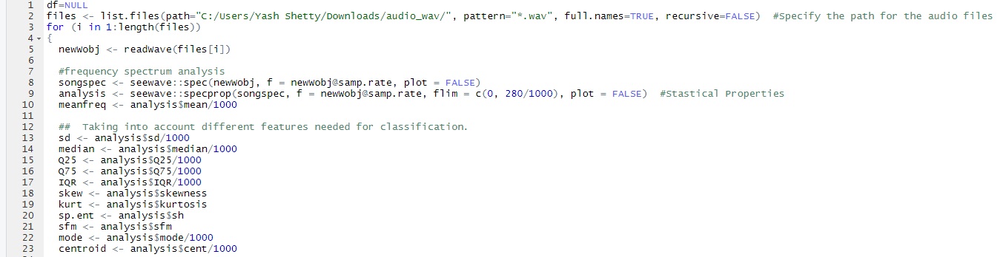 1 df=NULL
2 files <- list.files(path="C:/Users/Yash Shetty/Downloads/audio_wav/", pattern="*.wav", full.names=TRUE, recursive=FALSE)  #Specify the path for the audio files
3 for (i in 1:length(files))
4 {
5   newWobj <- readWave(files[i])
6
7   #frequency spectrum analysis
8   songspec <- seewave::spec(newWobj, f = newWobj@samp.rate, plot = FALSE)
9   analysis <- seewave::specprop(songspec, f = newWobj@samp.rate, flim = c(0, 280/1000), plot = FALSE)  #Stastical Properties
10   meanfreq <- analysis$mean/1000
11
12   ##  Taking into account different features needed for classification.
13   sd <- analysis$sd/1000
14   median <- analysis$median/1000
15   Q25 <- analysis$Q25/1000
16   Q75 <- analysis$Q75/1000
17   IQR <- analysis$IQR/1000
18   skew <- analysis$skewness
19   kurt <- analysis$kurtosis
20   sp.ent <- analysis$sh
21   sfm <- analysis$sfm
22   mode <- analysis$mode/1000
23   centroid <- analysis$cent/1000